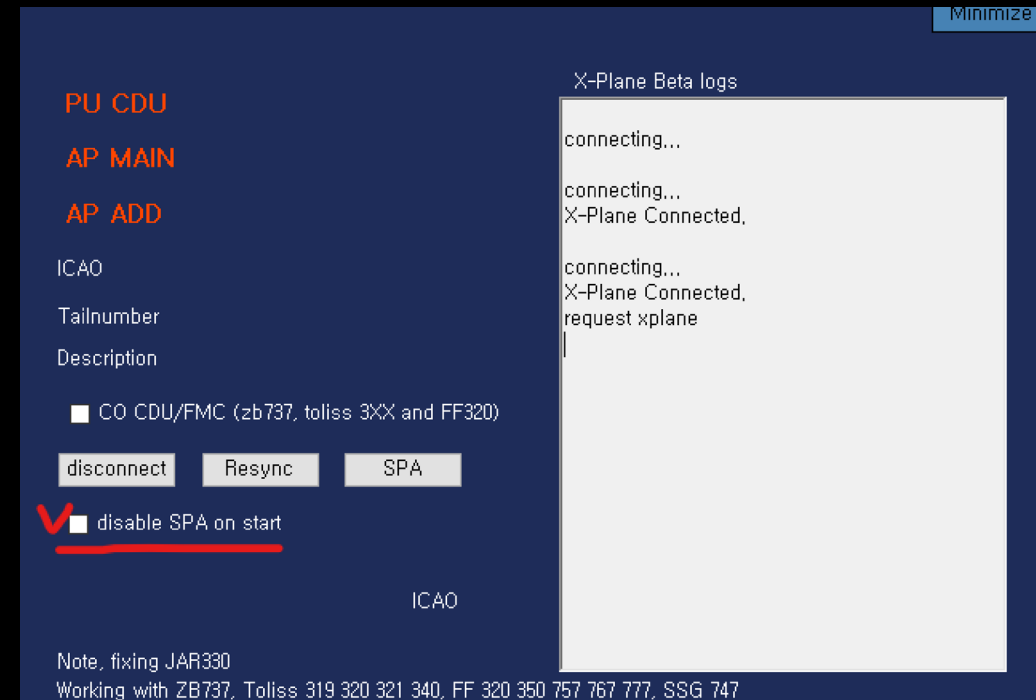 Minimize
X-Plane Beta logs
PU CDU
AP MAIN
AP ADD
ICAO
Tailnumber
Description
CO CDU/FMC (zb737, toliss 3XX and FF320)
disconnect Resync SPA
disable SPA on start
ICAO
Note, fixing JAR330
Working with ZB737, Toliss 319 320 321 340, FF 320 350 757 767 777, SSG 747
connecting...
connecting...
X-Plane Connected.
connecting...
X-Plane Connected.
request xplane